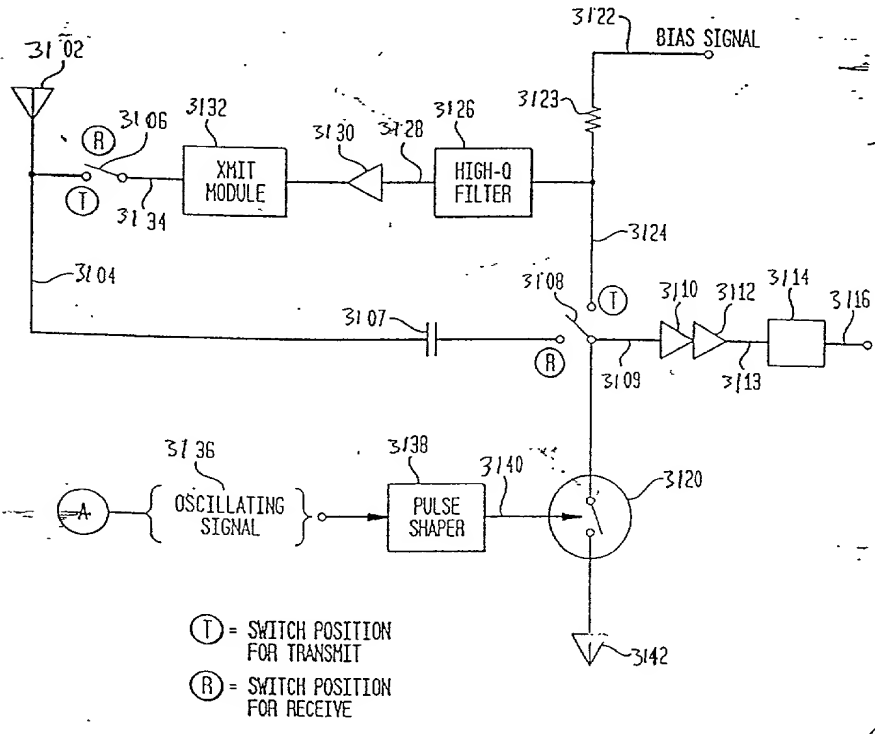 3122
BIAS SIGNAL
3102
3123
3132
3126
3106
3130
3128
R
XMIT
MODULE
HIGH-Q
FILTER
T
3134
3124
3104
3108
T
3110
3112
3114
3116
3107
R
3109
3113
3136
3138
3140
3120
A
OSCILLATING
SIGNAL
PULSE
SHAPER
T = SWITCH POSITION
FOR TRANSMIT
3142
R = SWITCH POSITION
FOR RECEIVE